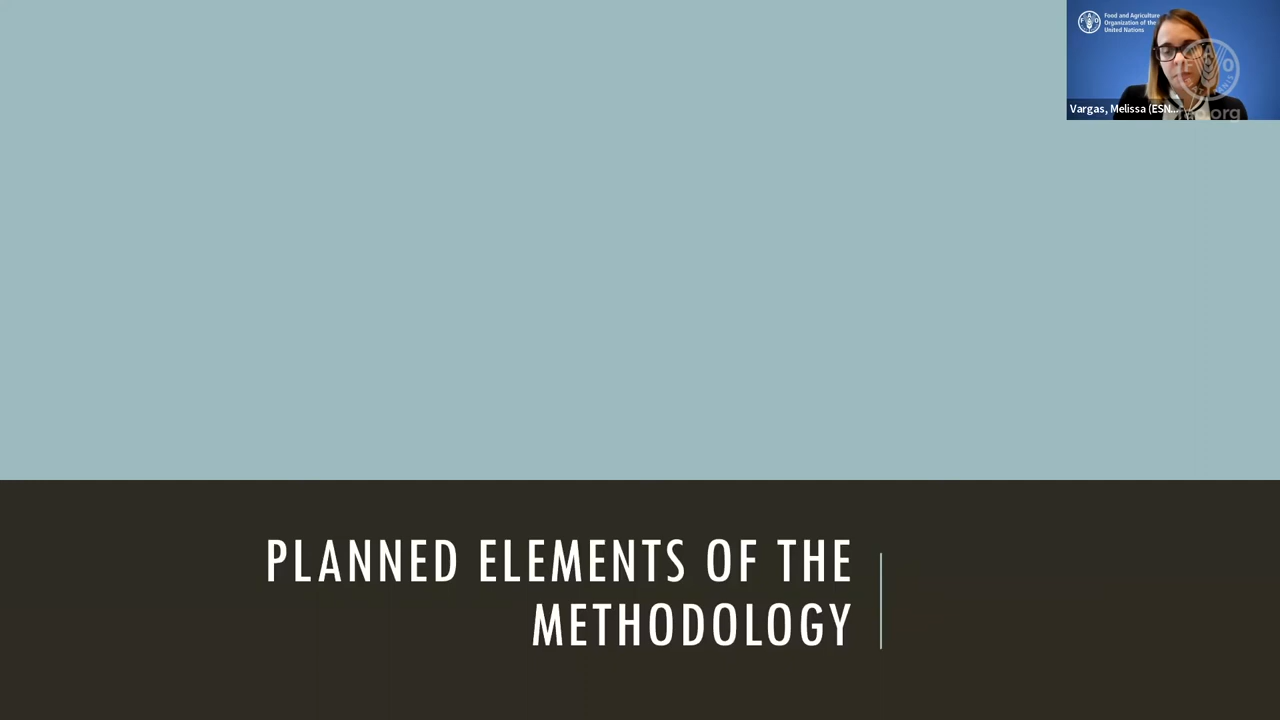 Food and Agriculture
Organization of the
United Nations
Vargas, Melissa (ESN...
PLANNED ELEMENTS OF THE
METHODOLOGY